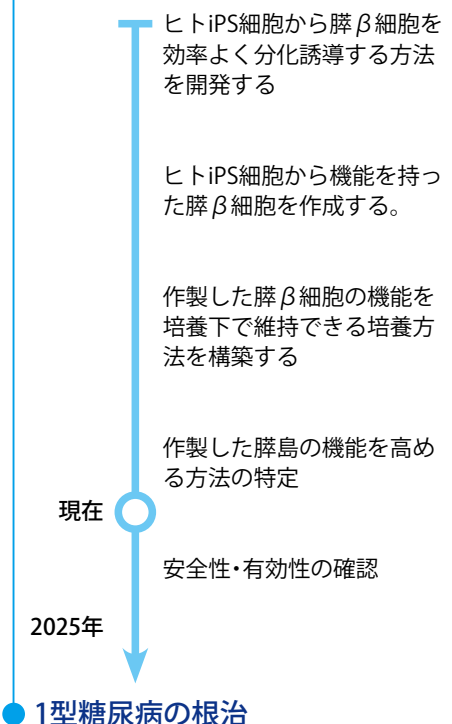 ヒトiPS細胞から膵β細胞を
効率よく分化誘導する方法
を開発する
ヒトiPS細胞から機能を持っ
た膵β細胞を作成する。
作製した膵β細胞の機能を
培養下で維持できる培養方
法を構築する
作製した膵島の機能を高め
る方法の特定
現在
安全性・有効性の確認
2025年
1型糖尿病の根治